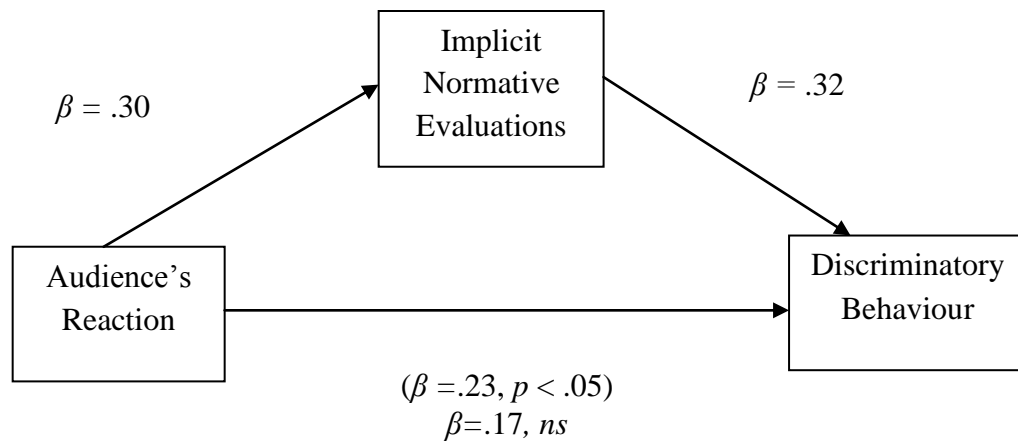 Implicit
Normative
Evaluations
β = .30
β = .32
Audience’s
Reaction
Discriminatory
Behaviour
(β =.23, p < .05)
β=.17, ns